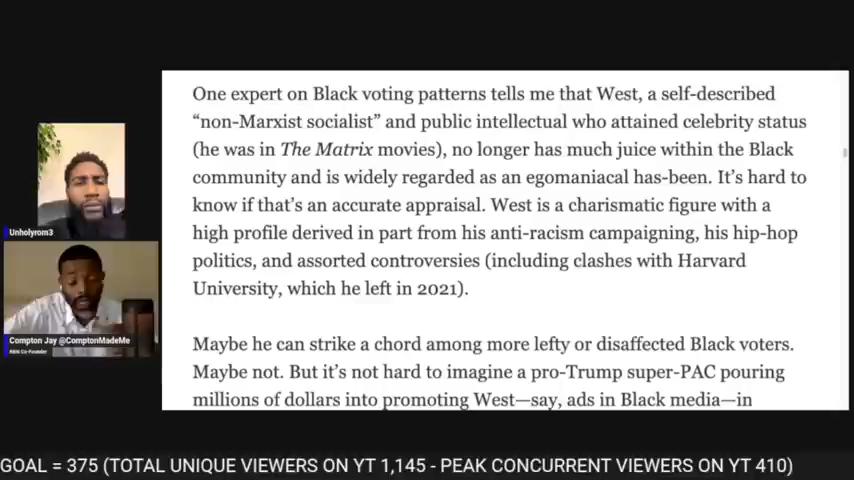 One expert on Black voting patterns tells me that West, a self-described
“non-Marxist socialist” and public intellectual who attained celebrity status
(he was in The Matrix movies), no longer has much juice within the Black
community and is widely regarded as an egomaniacal has-been. It’s hard to
know if that’s an accurate appraisal. West is a charismatic figure with a
high profile derived in part from his anti-racism campaigning, his hip-hop
politics, and assorted controversies (including clashes with Harvard
University, which he left in 2021).
Maybe he can strike a chord among more lefty or disaffected Black voters.
Maybe not. But it’s not hard to imagine a pro-Trump super-PAC pouring
millions of dollars into promoting West—say, ads in Black media—in
Unholyrom3
Compton Jay @ComptonMadeMe
RBN Co-Founder
GOAL = 375 (TOTAL UNIQUE VIEWERS ON YT 1,145 - PEAK CONCURRENT VIEWERS ON YT 410)